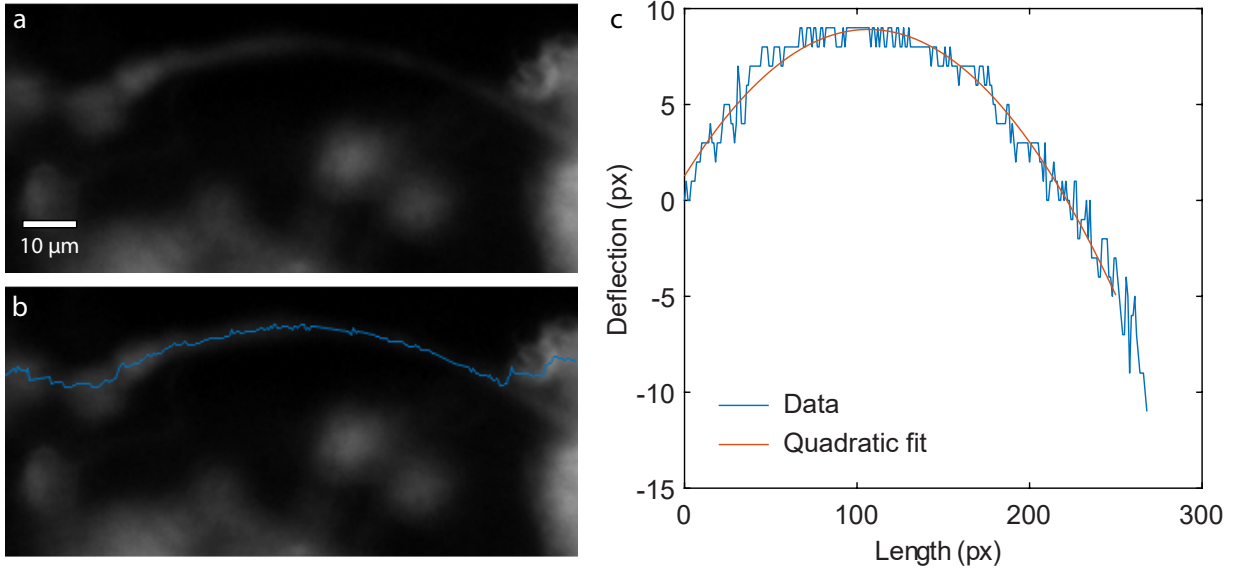 a
10 µm
b
c
10
5
0
-5
-10
-15
Deflection (px)
Data
Quadratic fit
0
100
200
300
Length (px)